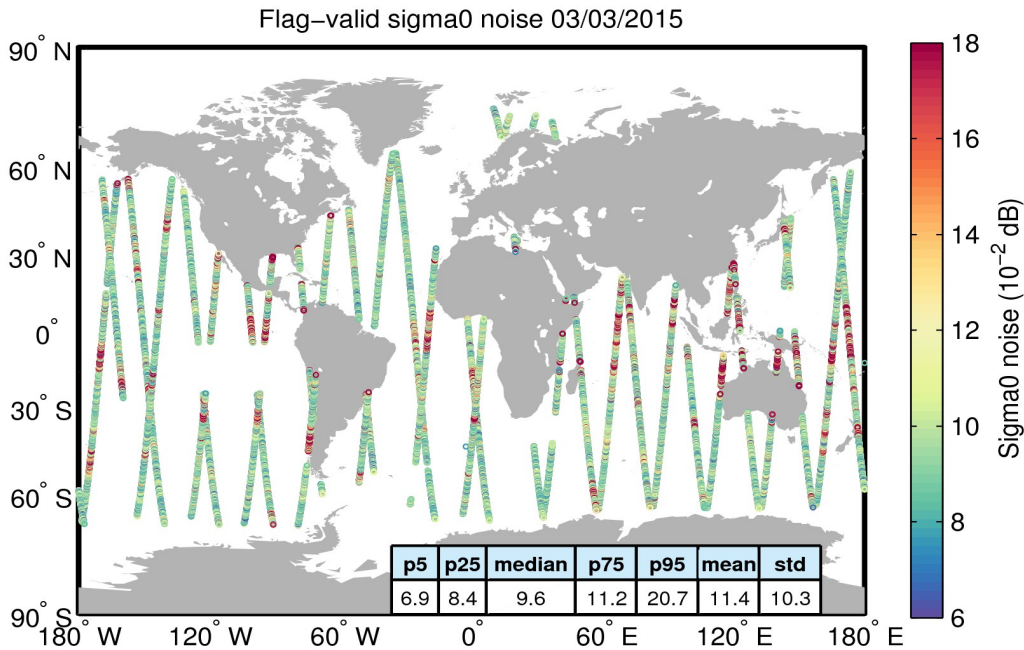 Flag−valid sigma0 noise 03/03/2015
90° N
60° N
30° N
0°
30° S
60° S
90° S
180° W
120° W
60° W
0°
60° E
120° E
180° E
p5 p25 median p75 p95 mean std
6.9 8.4 9.6 11.2 20.7 11.4 10.3
18
16
14
12
10
8
6
Sigma0 noise (10⁻² dB)